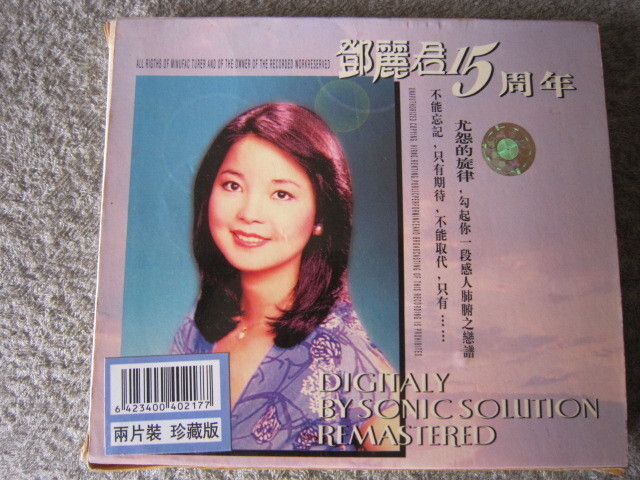 ALL RIGTHS OF MINUFAC TURER AND OF THE OWNER OF THE RECORDED WORKRESERVED
鄧麗君15周年
尤怨的旋律，勾起你一段感人肺腑之戀譜
不能忘記，只有期待，不能取代，只有……
DIGITALY
BY SONIC SOLUTION
REMASTERED
6 423400 402177
兩片裝 珍藏版